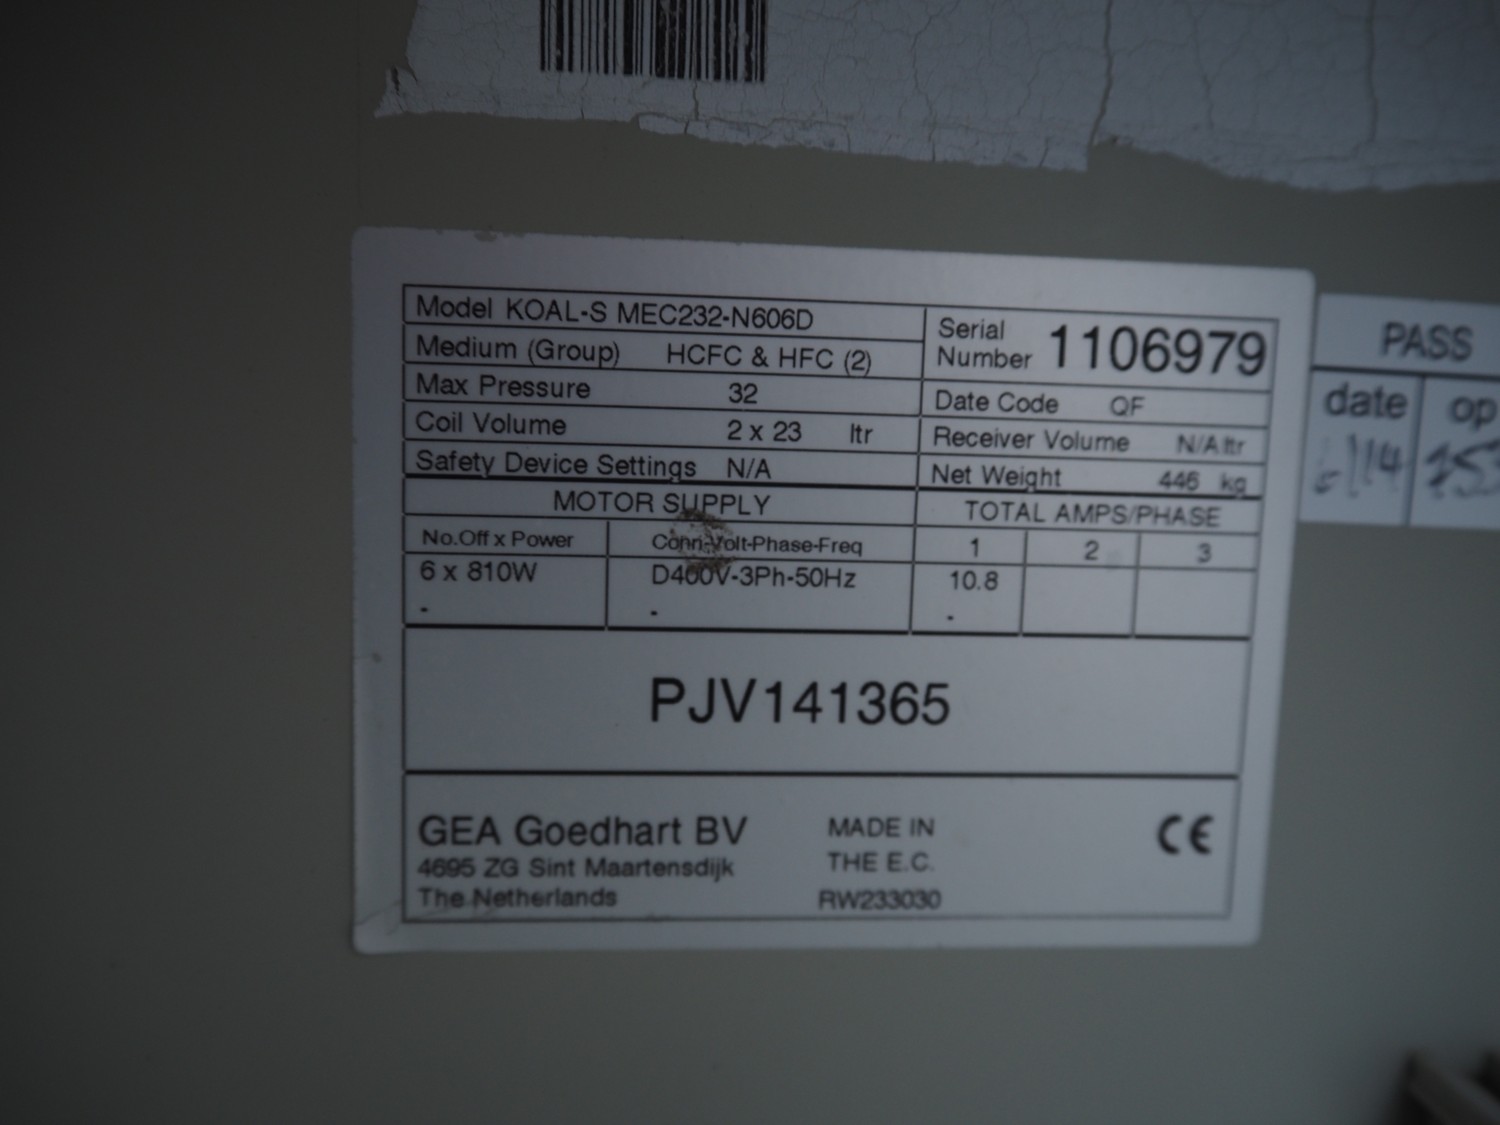 Model KOAL-S MEC232-N606D
Serial Number 1106979
Medium (Group) HCFC & HFC (2)
Max Pressure 32
Date Code QF
Coil Volume 2 x 23 ltr
Receiver Volume N/A ltr
Safety Device Settings N/A
Net Weight 446 kg
MOTOR SUPPLY
TOTAL AMPS/PHASE
No.Off x Power Conn-Volt-Phase-Freq 1 2 3
6 x 810W D400V-3Ph-50Hz 10.8
- - -
PJV141365
GEA Goedhart BV
4695 ZG Sint Maartensdijk
The Netherlands
MADE IN
THE E.C.
RW233030
CE
PASS
date op